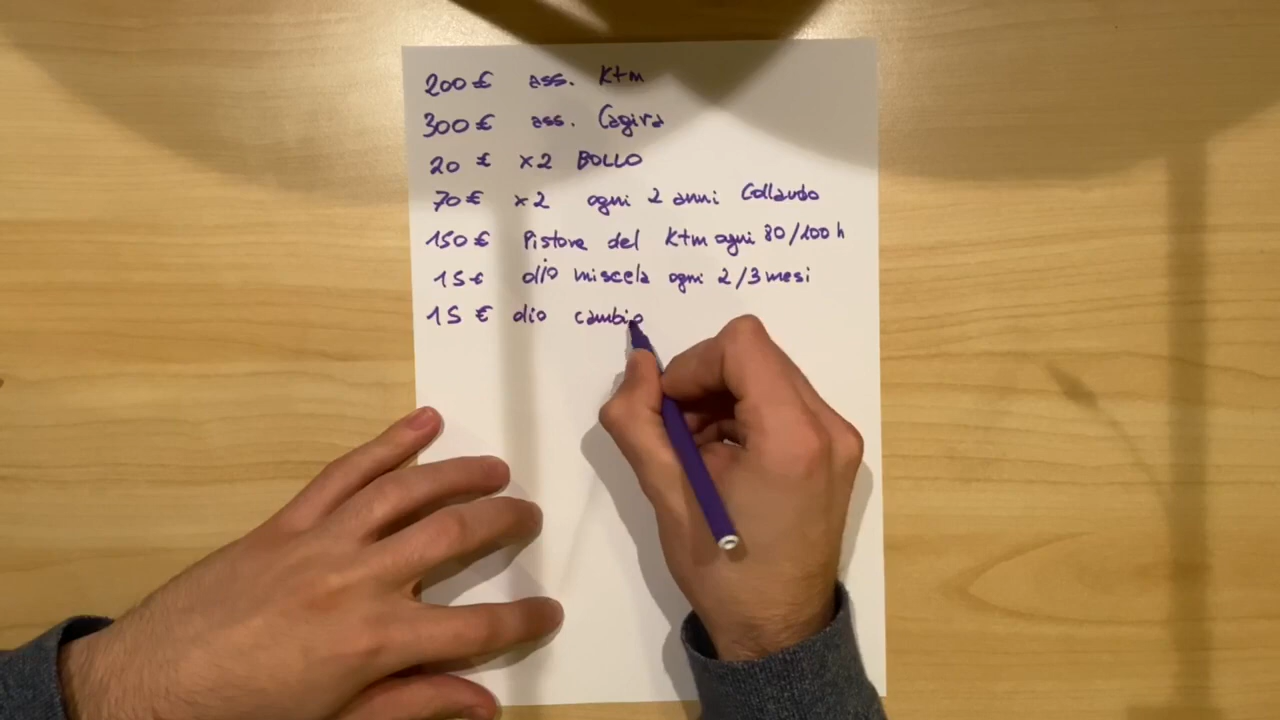 200€ ass. Ktm
300€ ass. Cagiva
20 € x2 BOLLO
70€ x2 ogni 2 anni Collaudo
150€ Pistone del Ktm ogni 80/100 h
15€ olio miscela ogni 2/3 mesi
15 € olio cambio